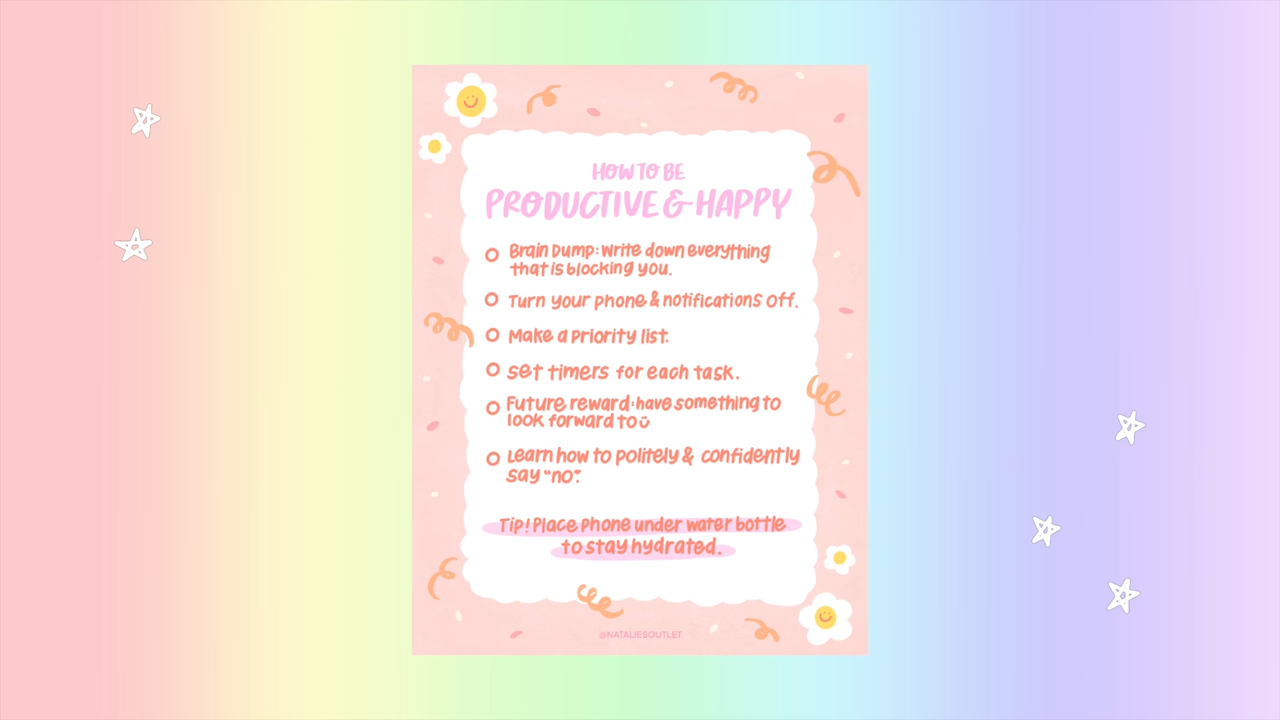 HOW TO BE
PRODUCTIVE & HAPPY
Brain Dump: Write down everything
that is blocking you.
Turn your phone & notifications off.
Make a priority list.
Set timers for each task.
Future reward: have something to
look forward to ü
Learn how to politely & confidently
say "no".
Tip! Place Phone under water bottle
to stay hydrated.
@NATALIESOUTLET